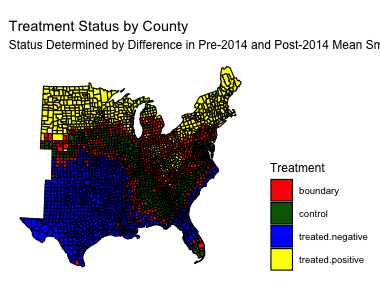 Treatment Status by County
Status Determined by Difference in Pre-2014 and Post-2014 Mean Sm
Treatment
boundary
control
treated.negative
treated.positive